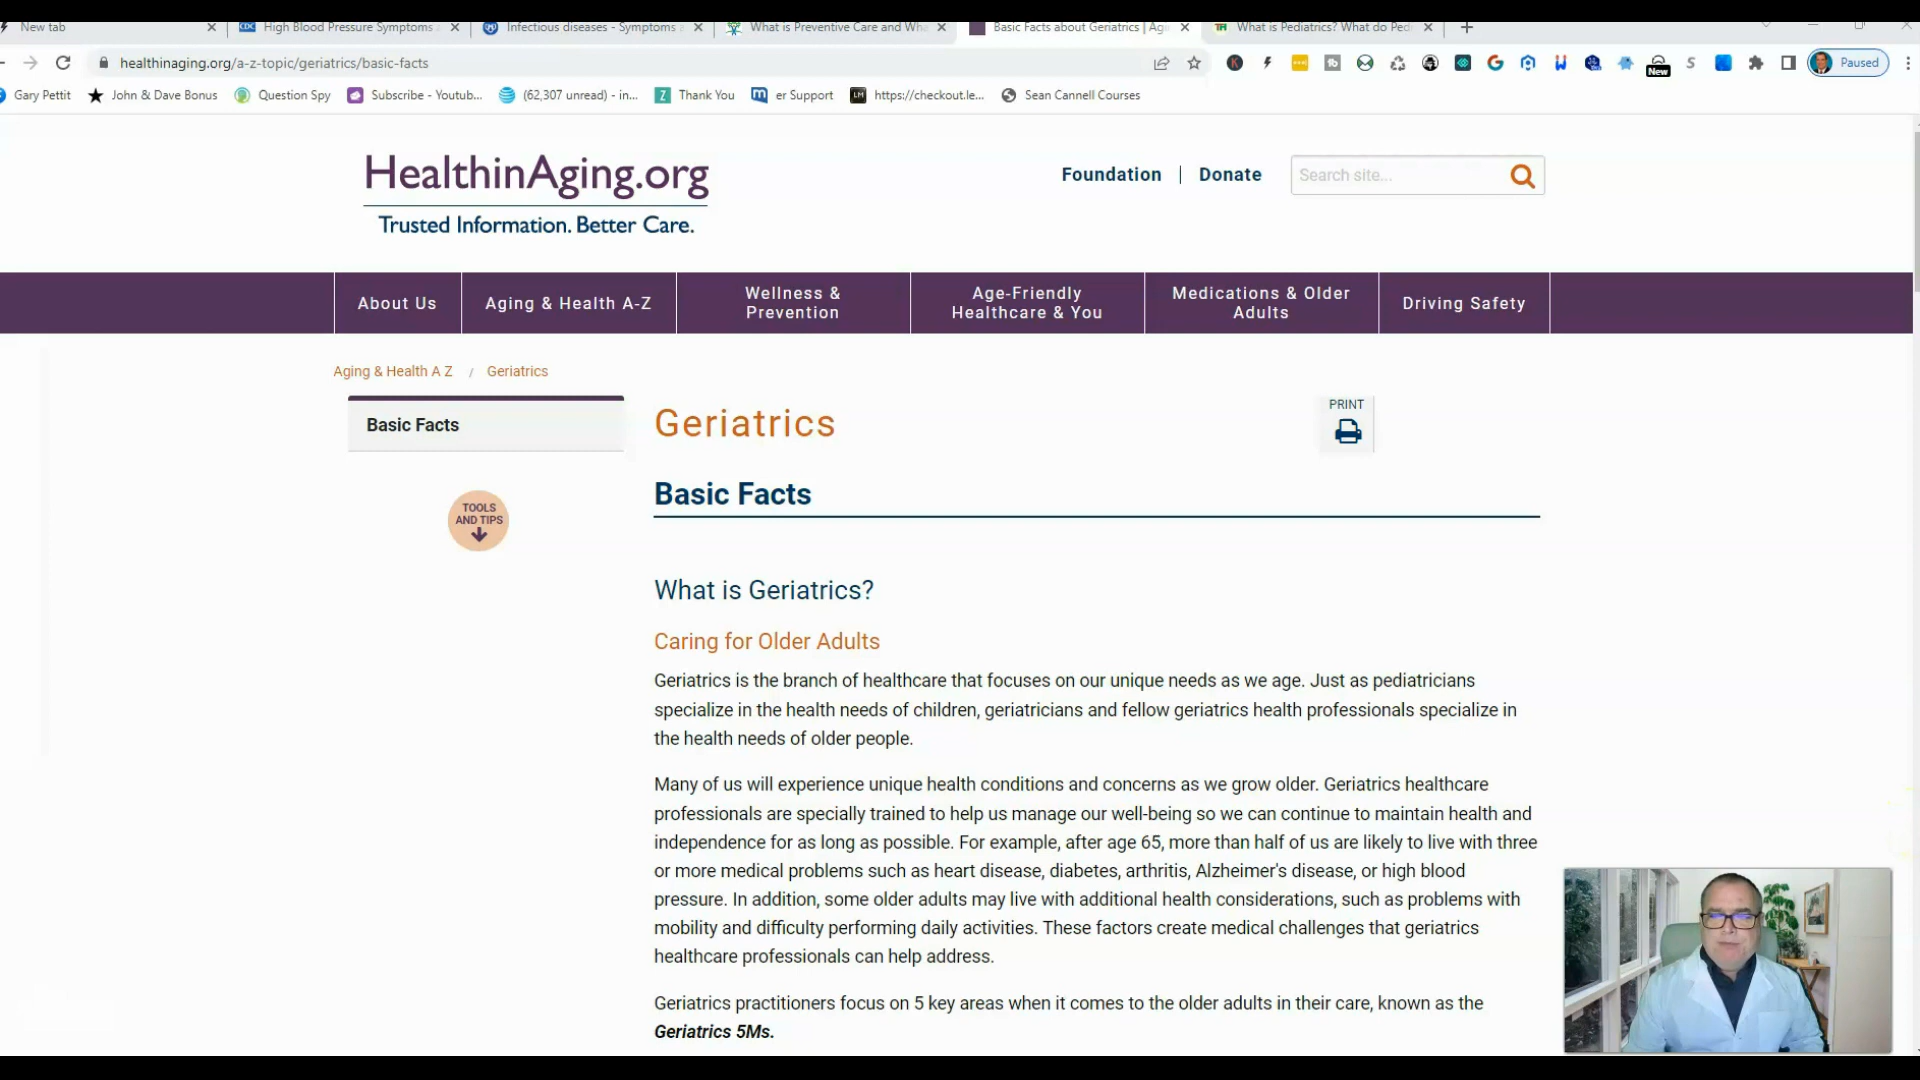 New tab
High Blood Pressure Symptoms
Infectious diseases - Symptoms
What is Preventive Care and Wha
Basic Facts about Geriatrics | Agi
What is Pediatrics? What do Pedi
healthinaging.org/a-z-topic/geriatrics/basic-facts
New
Paused
Gary Pettit
John & Dave Bonus
Question Spy
Subscribe - Youtub...
(62,307 unread) - in...
Thank You
er Support
https://checkout.le...
Sean Cannell Courses
HealthinAging.org
Trusted Information. Better Care.
Foundation | Donate
Search site...
About Us
Aging & Health A-Z
Wellness &
Prevention
Age-Friendly
Healthcare & You
Medications & Older
Adults
Driving Safety
Aging & Health A Z / Geriatrics
Basic Facts
TOOLS
AND TIPS
Geriatrics
PRINT
Basic Facts
What is Geriatrics?
Caring for Older Adults
Geriatrics is the branch of healthcare that focuses on our unique needs as we age. Just as pediatricians
specialize in the health needs of children, geriatricians and fellow geriatrics health professionals specialize in
the health needs of older people.
Many of us will experience unique health conditions and concerns as we grow older. Geriatrics healthcare
professionals are specially trained to help us manage our well-being so we can continue to maintain health and
independence for as long as possible. For example, after age 65, more than half of us are likely to live with three
or more medical problems such as heart disease, diabetes, arthritis, Alzheimer's disease, or high blood
pressure. In addition, some older adults may live with additional health considerations, such as problems with
mobility and difficulty performing daily activities. These factors create medical challenges that geriatrics
healthcare professionals can help address.
Geriatrics practitioners focus on 5 key areas when it comes to the older adults in their care, known as the
Geriatrics 5Ms.